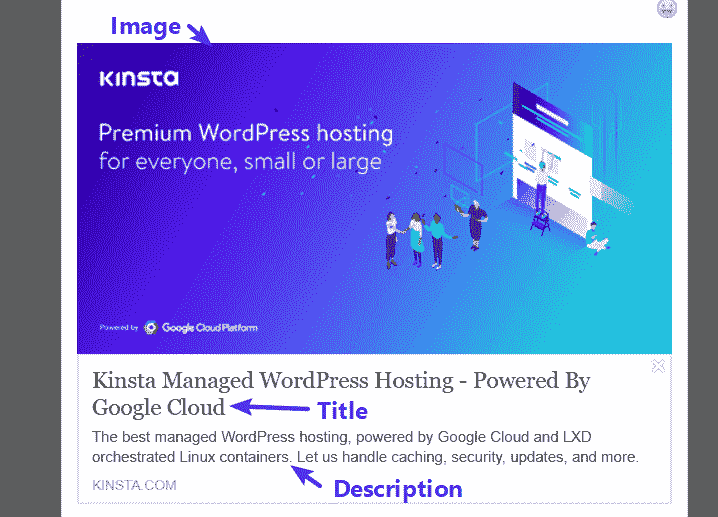 Image
KINSTA
Premium WordPress hosting
for everyone, small or large
Powered by Google Cloud Platform
Kinsta Managed WordPress Hosting - Powered By
Google Cloud
Title
The best managed WordPress hosting, powered by Google Cloud and LXD
orchestrated Linux containers. Let us handle caching, security, updates, and more.
KINSTA.COM
Description